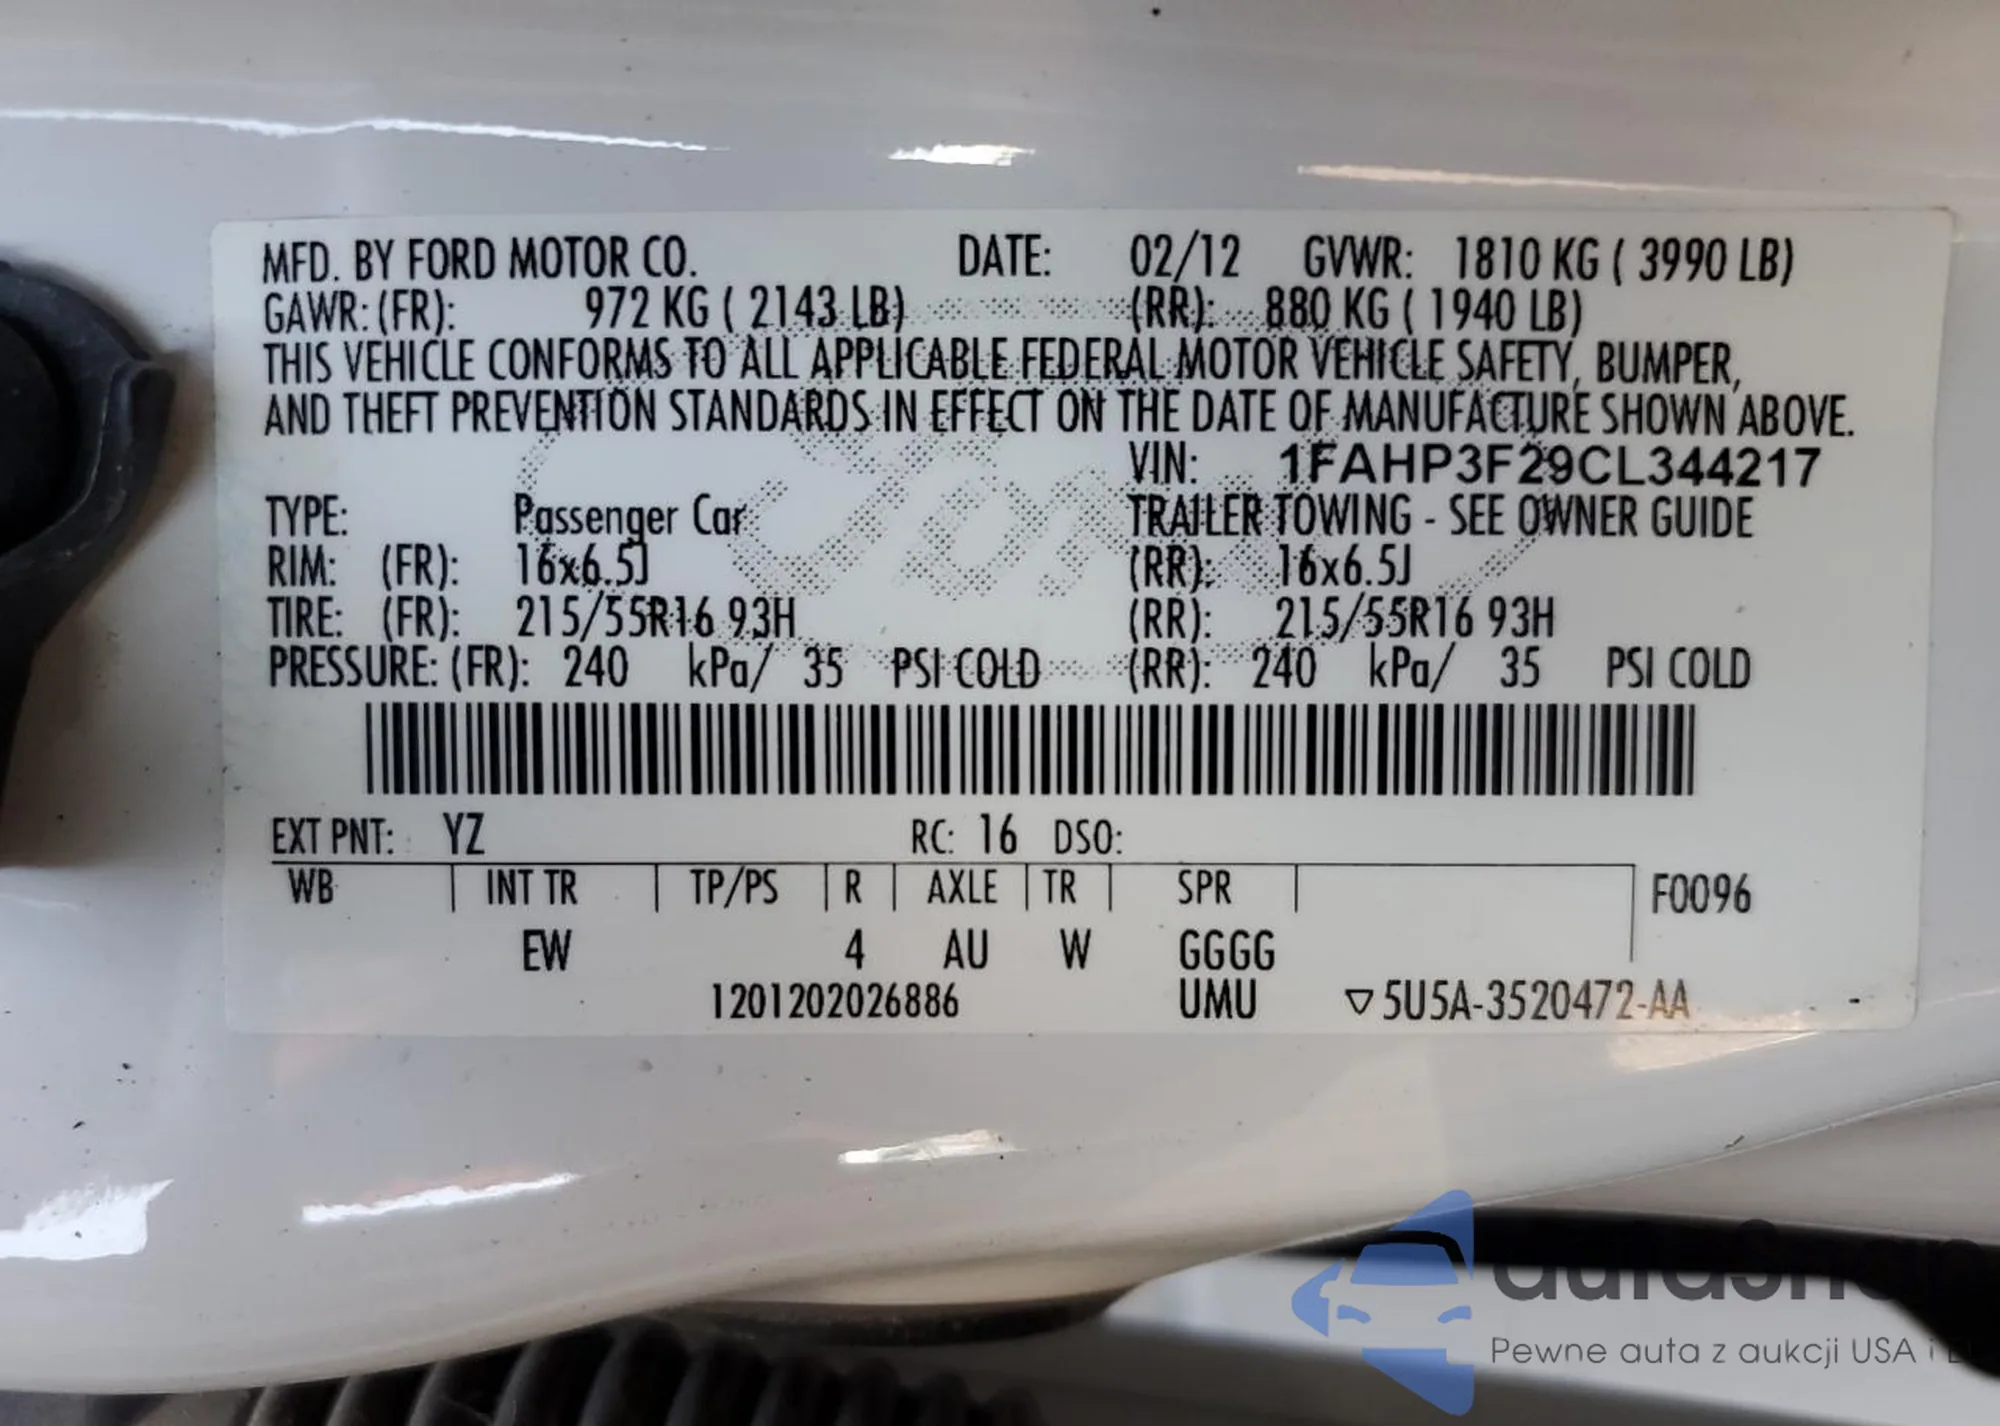 MFD. BY FORD MOTOR CO. DATE: 02/12 GVWR: 1810 KG ( 3990 LB)
GAWR: (FR): 972 KG ( 2143 LB) (RR): 880 KG ( 1940 LB)
THIS VEHICLE CONFORMS TO ALL APPLICABLE FEDERAL MOTOR VEHICLE SAFETY, BUMPER,
AND THEFT PREVENTION STANDARDS IN EFFECT ON THE DATE OF MANUFACTURE SHOWN ABOVE.
VIN: 1FAHP3F29CL344217
TYPE: Passenger Car TRAILER TOWING - SEE OWNER GUIDE
RIM: (FR): 16x6.5J (RR): 16x6.5J
TIRE: (FR): 215/55R16 93H (RR): 215/55R16 93H
PRESSURE: (FR): 240 kPa/ 35 PSI COLD (RR): 240 kPa/ 35 PSI COLD
EXT PNT: YZ RC: 16 DSO:
WB INT TR TP/PS R AXLE TR SPR F0096
EW 4 AU W GGGG
1201202026886 UMU ▽5U5A-3520472-AA
Pewne auta z aukcji USA i